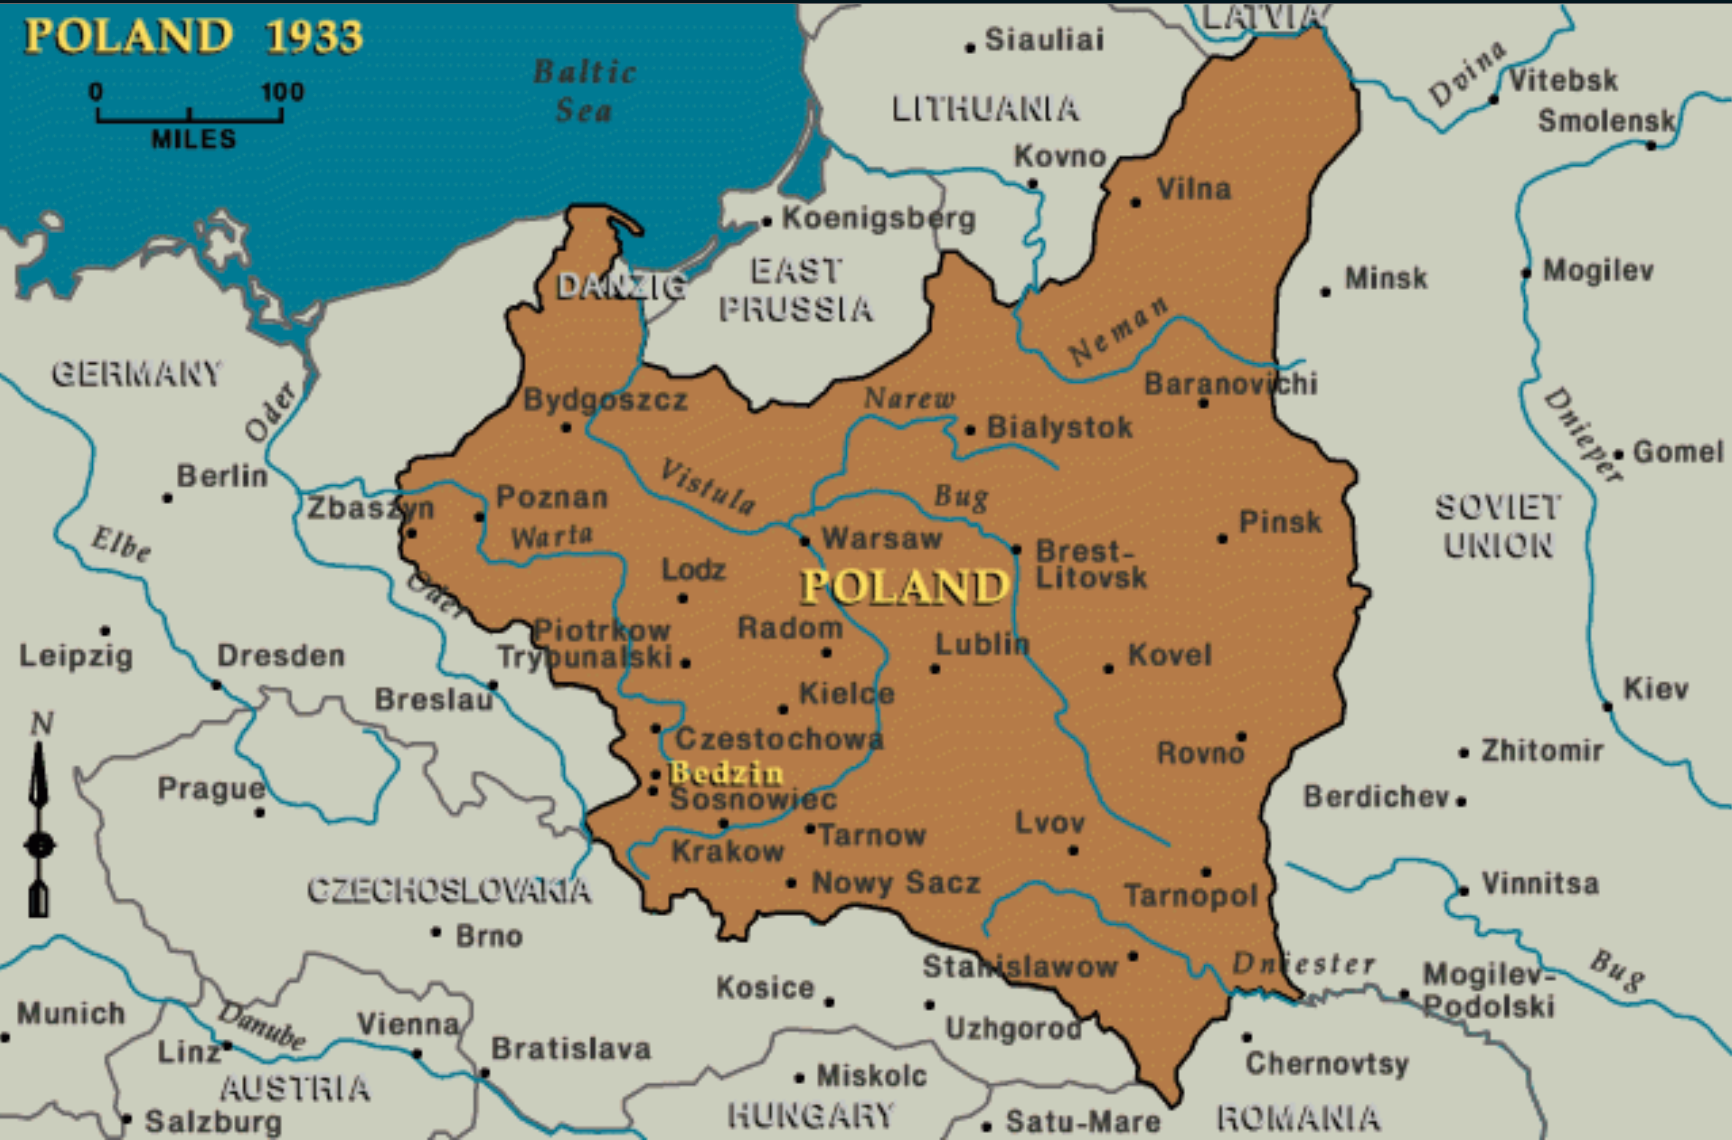 POLAND 1933
0 100
MILES
Baltic
Sea
LATVIA
Siauliai
LITHUANIA
Kovno
Vilna
Dvina
Vitebsk
Smolensk
Koenigsberg
DANZIG
EAST
PRUSSIA
Minsk
Mogilev
GERMANY
Oder
Neman
Baranovichi
Bydgoszcz
Narew
Bialystok
Dnieper
Gomel
Berlin
Zbaszyn
Poznan
Vistula
Bug
Pinsk
SOVIET
UNION
Elbe
Warta
Warsaw
Brest-
Litovsk
POLAND
Lodz
Oder
Leipzig
Dresden
Piotrkow
Trybunalski
Radom
Lublin
Kovel
Breslau
Kielce
Kiev
N
Czestochowa
Rovno
Zhitomir
Prague
Bedzin
Sosnowiec
Berdichev
Krakow
Tarnow
Lvov
CZECHOSLOVAKIA
Nowy Sacz
Tarnopol
Vinnitsa
Brno
Stanislawow
Dniester
Mogilev-
Podolski
Bug
Kosice
Uzhgorod
Munich
Danube
Vienna
Linz
Bratislava
Chernovtsy
AUSTRIA
Miskolc
HUNGARY
Salzburg
Satu-Mare
ROMANIA